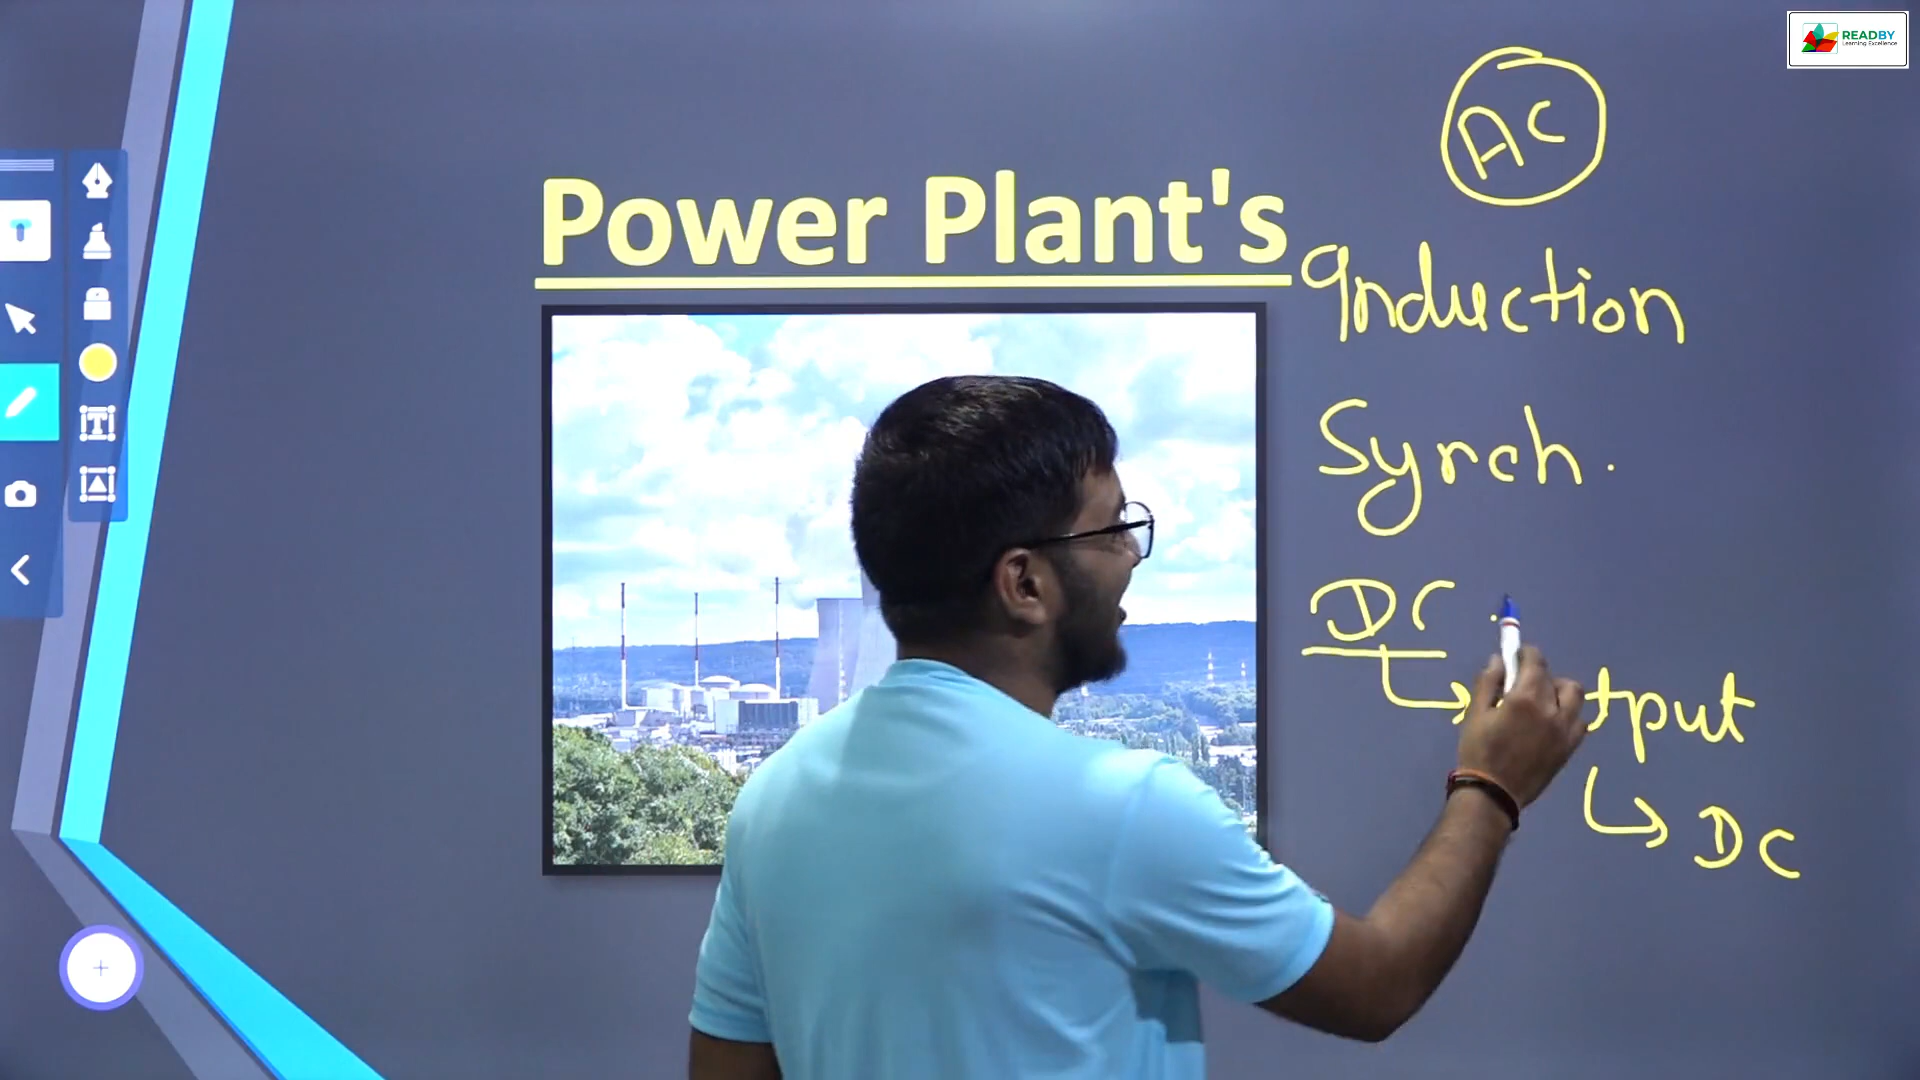 READBY
Learning Excellence
AC
Power Plant's
Induction
Synch.
DC
tput
DC